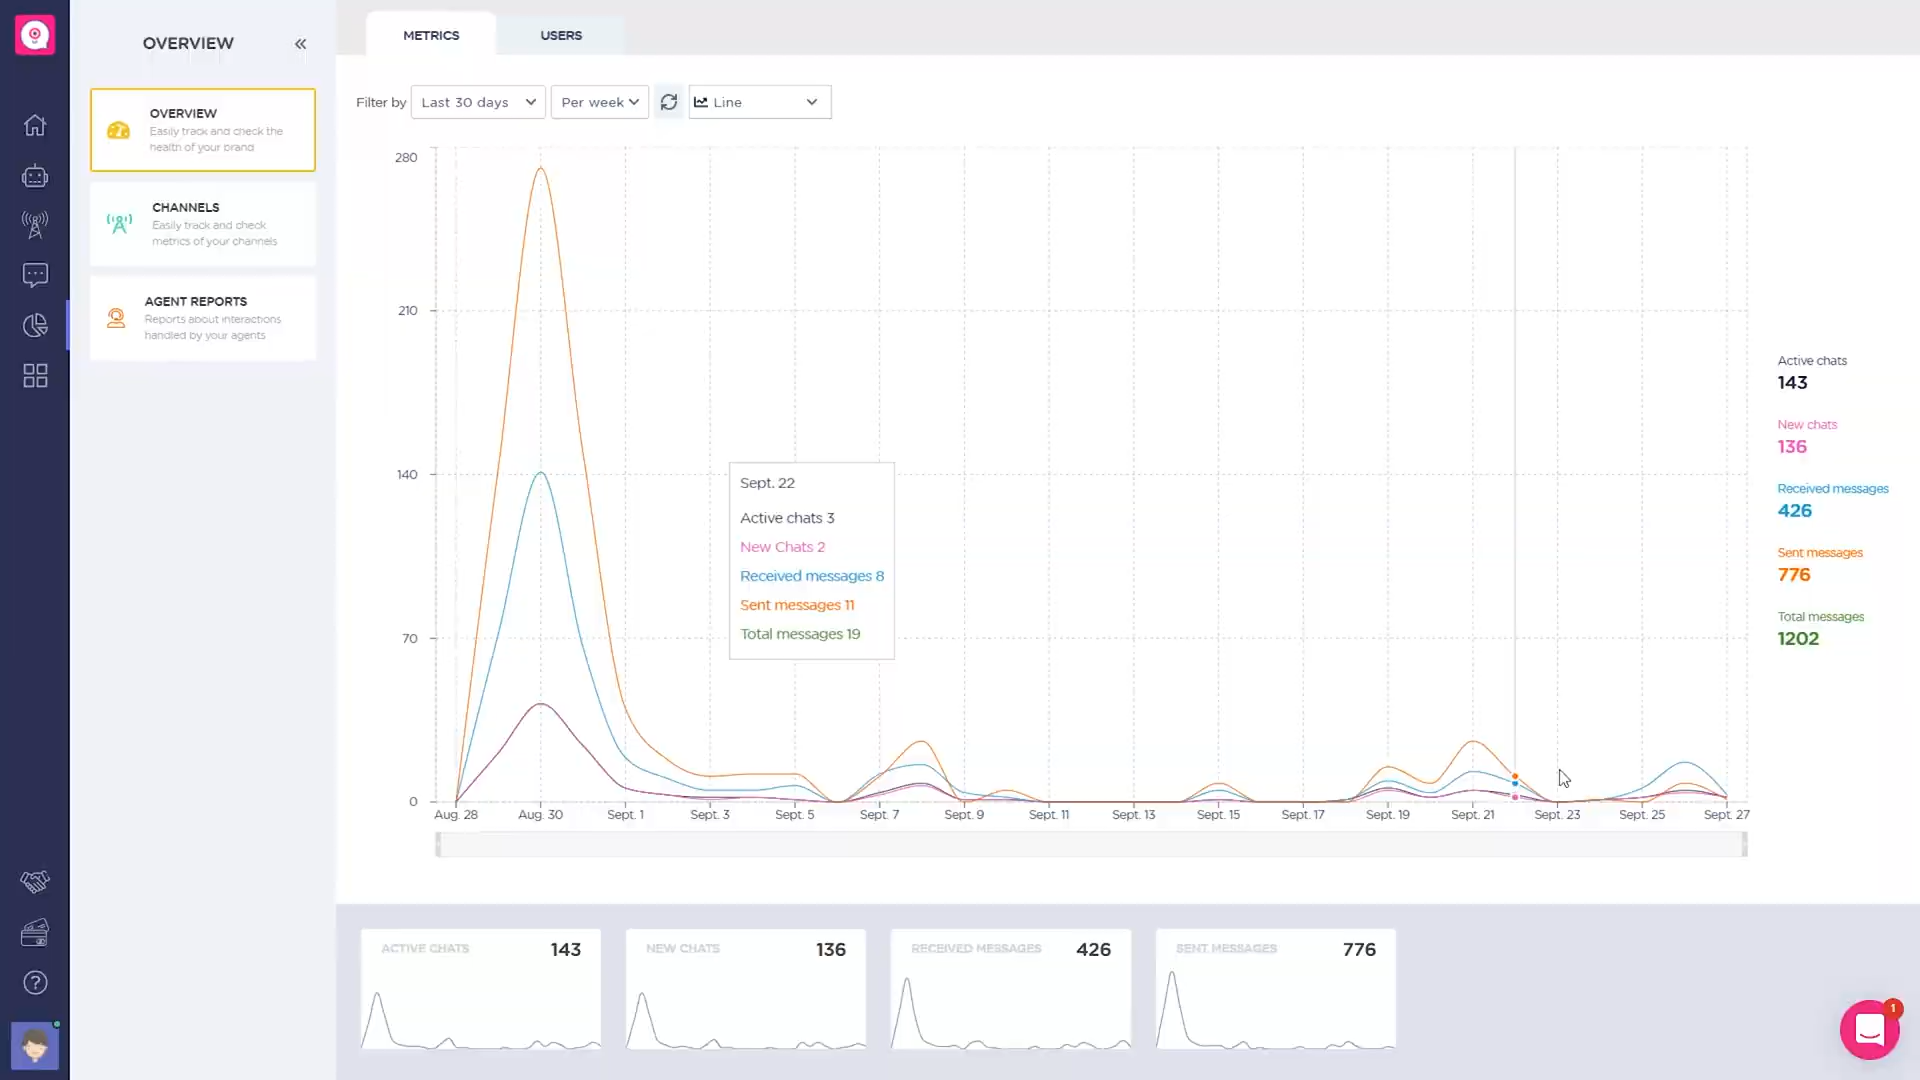 OVERVIEW
METRICS
USERS
OVERVIEW
Easily track and check the
health of your brand
CHANNELS
Easily track and check
metrics of your channels
AGENT REPORTS
Reports about interactions
handled by your agents
Filter by
Last 30 days
Per week
Line
280
210
140
70
0
Aug. 28
Aug. 30
Sept. 1
Sept. 3
Sept. 5
Sept. 7
Sept. 9
Sept. 11
Sept. 13
Sept. 15
Sept. 17
Sept. 19
Sept. 21
Sept. 23
Sept. 25
Sept. 27
Sept. 22
Active chats 3
New Chats 2
Received messages 8
Sent messages 11
Total messages 19
Active chats
143
New chats
136
Received messages
426
Sent messages
776
Total messages
1202
ACTIVE CHATS 143
NEW CHATS 136
RECEIVED MESSAGES 426
SENT MESSAGES 776
1